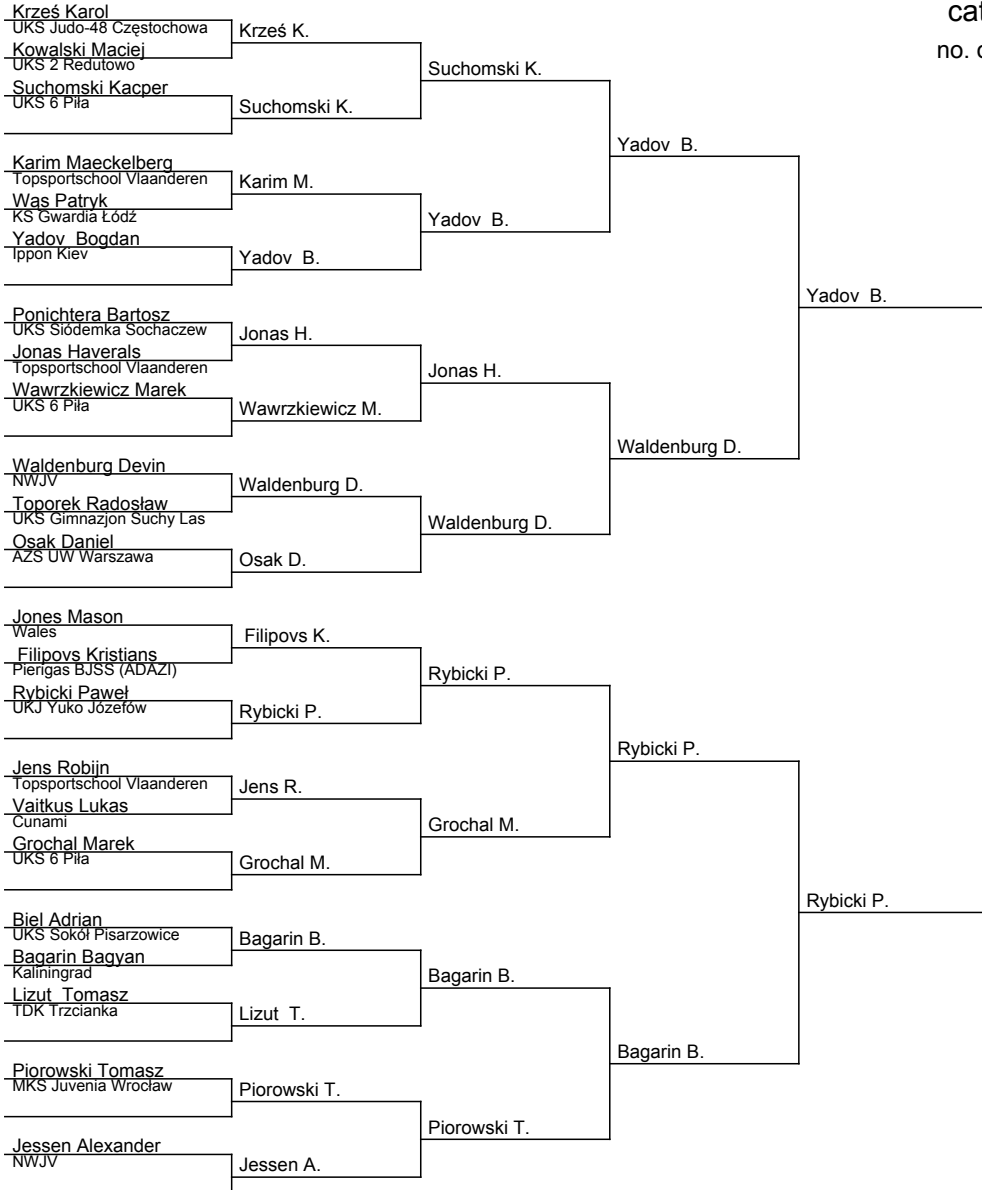 Krześ Karol
UKS Judo-48 Częstochowa
Kowalski Maciej
UKS 2 Redutowo
Suchomski Kacper
UKS 6 Piła
Karim Maeckelberg
Topsportschool Vlaanderen
Wąs Patryk
KS Gwardia Łódź
Yadov Bogdan
Ippon Kiev
Ponichtera Bartosz
UKS Siódemka Sochaczew
Jonas Haverals
Topsportschool Vlaanderen
Wawrzkiewicz Marek
UKS 6 Piła
Waldenburg Devin
NWJV
Toporek Radosław
UKS Gimnazjon Suchy Las
Osak Daniel
AZS UW Warszawa
Jones Mason
Wales
Filipovs Kristians
Pierigas BJSS (ADAZI)
Rybicki Paweł
UKJ Yuko Józefów
Jens Robijn
Topsportschool Vlaanderen
Vaitkus Lukas
Cunami
Grochal Marek
UKS 6 Piła
Biel Adrian
UKS Sokół Pisarzowice
Bagarin Bagyan
Kaliningrad
Lizut Tomasz
TDK Trzcianka
Piorowski Tomasz
MKS Juvenia Wrocław
Jessen Alexander
NWJV
Krześ K.
Suchomski K.
Karim M.
Yadov B.
Jonas H.
Wawrzkiewicz M.
Waldenburg D.
Osak D.
Filipovs K.
Rybicki P.
Jens R.
Grochal M.
Bagarin B.
Lizut T.
Piorowski T.
Jessen A.
Suchomski K.
Yadov B.
Jonas H.
Waldenburg D.
Rybicki P.
Grochal M.
Bagarin B.
Piorowski T.
Yadov B.
Waldenburg D.
Rybicki P.
Bagarin B.
Yadov B.
Rybicki P.
cat
no.